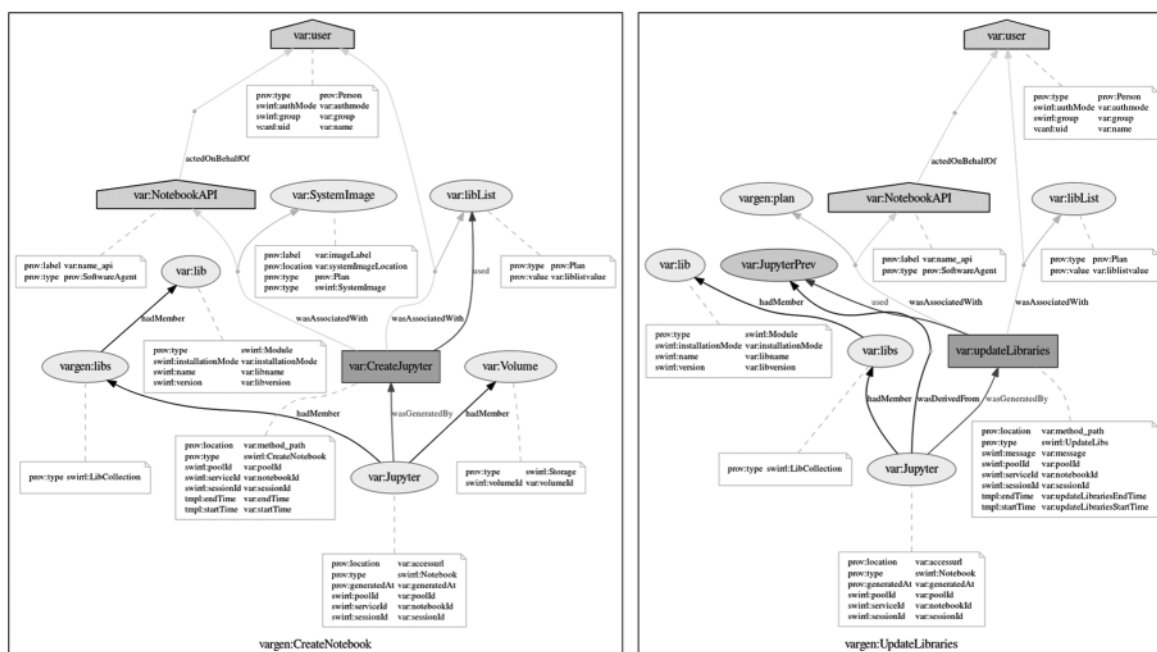 var:user
prov:type prov:Person
swirrl:authMode var:authmode
swirrl:group var:group
vcard:uid var:name
actedOnBehalfOf
var:NotebookAPI
var:SystemImage
var:libList
prov:label var:name_api
prov:type prov:SoftwareAgent
var:lib
prov:label var:imageLabel
prov:location var:systemImageLocation
prov:type prov:Plan
prov:type swirrl:SystemImage
used
prov:type prov:Plan
prov:value var:liblistvalue
hadMember
wasAssociatedWith
wasAssociatedWith
prov:type swirrl:Module
swirrl:installationMode var:installationMode
swirrl:name var:libname
swirrl:version var:libversion
vargen:libs
var:CreateJupyter
var:Volume
hadMember
wasGeneratedBy
hadMember
prov:type swirrl:LibCollection
prov:location var:method_path
prov:type swirrl:CreateNotebook
swirrl:poolId var:poolId
swirrl:serviceId var:notebookId
swirrl:sessionId var:sessionId
tmpl:endTime var:endTime
tmpl:startTime var:startTime
var:Jupyter
prov:type swirrl:Storage
swirrl:volumeId var:volumeId
prov:location var:accessurl
prov:type swirrl:Notebook
prov:generatedAt var:generatedAt
swirrl:poolId var:poolId
swirrl:serviceId var:notebookId
swirrl:sessionId var:sessionId
vargen:CreateNotebook
var:user
prov:type prov:Person
swirrl:authMode var:authmode
swirrl:group var:group
vcard:uid var:name
actedOnBehalfOf
vargen:plan
var:NotebookAPI
var:libList
var:lib
var:JupyterPrev
prov:label var:name_api
prov:type prov:SoftwareAgent
prov:type prov:Plan
prov:value var:liblistvalue
hadMember
used
wasAssociatedWith
wasAssociatedWith
prov:type swirrl:Module
swirrl:installationMode var:installationMode
swirrl:name var:libname
swirrl:version var:libversion
var:libs
var:updateLibraries
hadMember
wasDerivedFrom
wasGeneratedBy
prov:type swirrl:LibCollection
var:Jupyter
prov:location var:method_path
prov:type swirrl:UpdateLibs
swirrl:message var:message
swirrl:poolId var:poolId
swirrl:serviceId var:notebookId
swirrl:sessionId var:sessionId
tmpl:endTime var:updateLibrariesEndTime
tmpl:startTime var:updateLibrariesStartTime
prov:location var:accessurl
prov:type swirrl:Notebook
prov:generatedAt var:generatedAt
swirrl:poolId var:poolId
swirrl:serviceId var:notebookId
swirrl:sessionId var:sessionId
vargen:UpdateLibraries